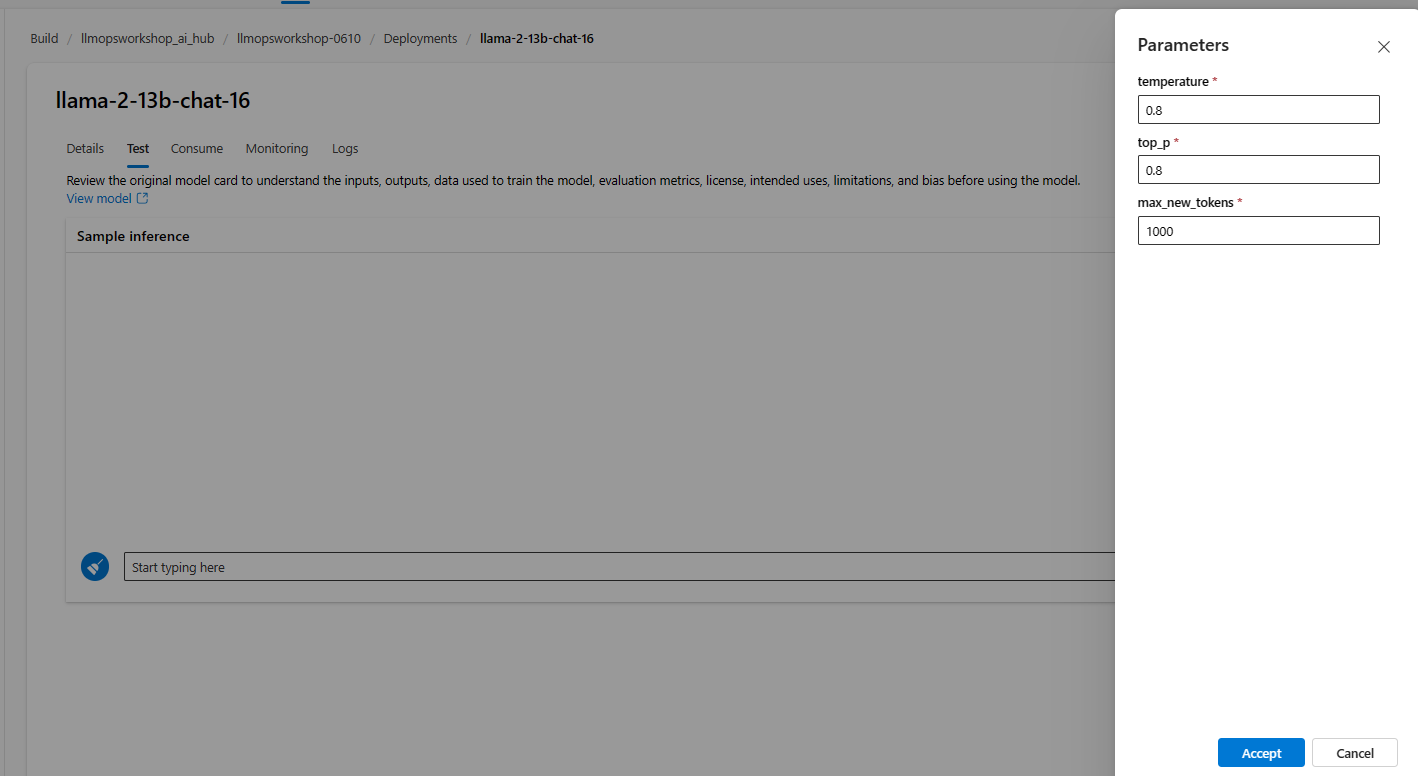 Build / llmopsworkshop_ai_hub / llmopsworkshop-0610 / Deployments / llama-2-13b-chat-16
llama-2-13b-chat-16
Details Test Consume Monitoring Logs
Review the original model card to understand the inputs, outputs, data used to train the model, evaluation metrics, license, intended uses, limitations, and bias before using the model.
View model
Sample inference
Start typing here
Parameters
temperature *
0.8
top_p *
0.8
max_new_tokens *
1000
Accept Cancel